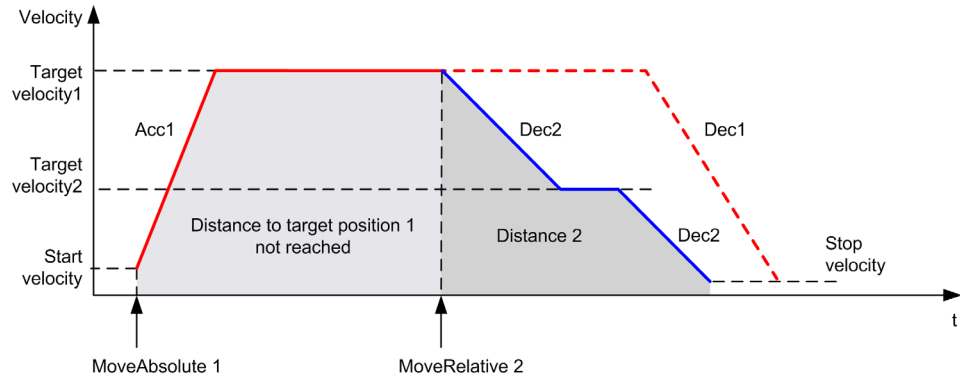 Velocity
Target
velocity1
Acc1
Dec2
Dec1
Target
velocity2
Distance to target position 1
not reached
Distance 2
Dec2
Start
velocity
Stop
velocity
t
MoveAbsolute 1
MoveRelative 2